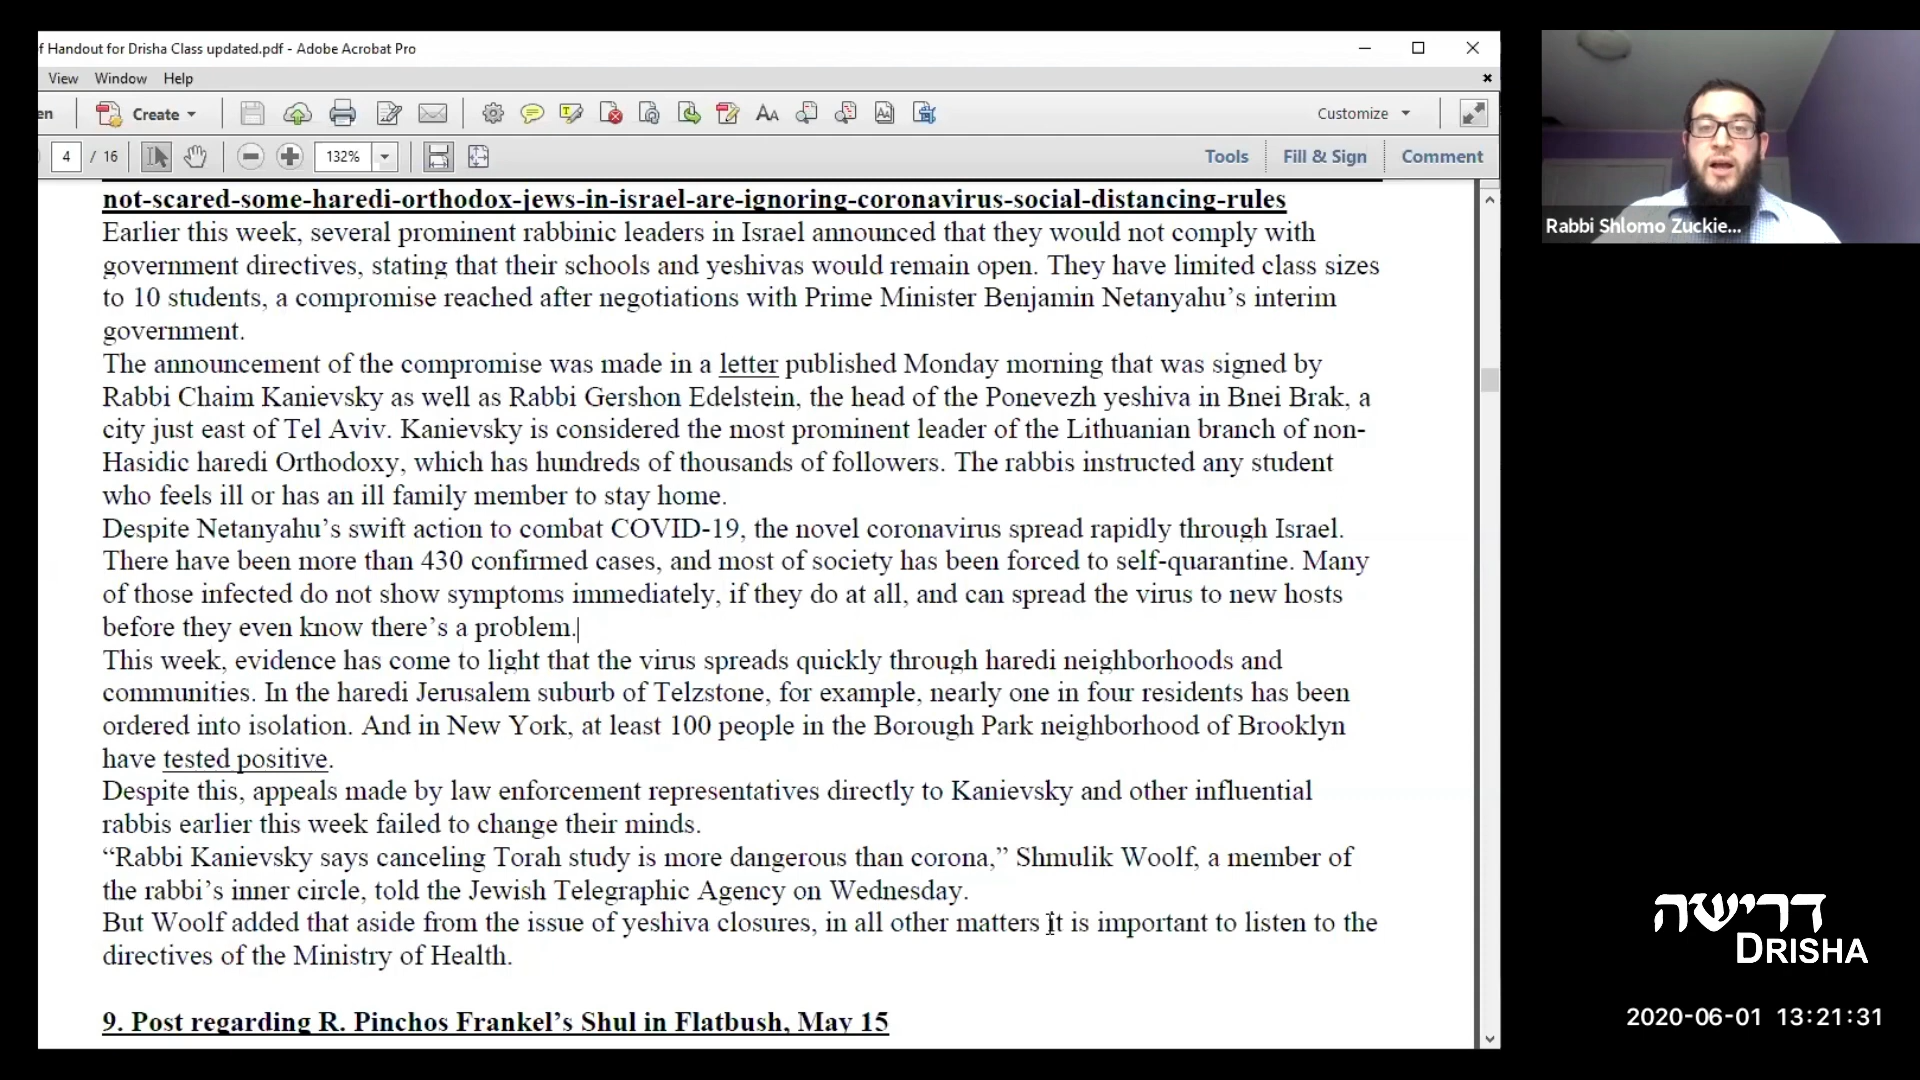 f Handout for Drisha Class updated.pdf - Adobe Acrobat Pro
View Window Help
en Create Customize
4 / 16 132% Tools Fill & Sign Comment
not-scared-some-haredi-orthodox-jews-in-israel-are-ignoring-coronavirus-social-distancing-rules
Earlier this week, several prominent rabbinic leaders in Israel announced that they would not comply with
government directives, stating that their schools and yeshivas would remain open. They have limited class sizes
to 10 students, a compromise reached after negotiations with Prime Minister Benjamin Netanyahu’s interim
government.
The announcement of the compromise was made in a letter published Monday morning that was signed by
Rabbi Chaim Kanievsky as well as Rabbi Gershon Edelstein, the head of the Ponevezh yeshiva in Bnei Brak, a
city just east of Tel Aviv. Kanievsky is considered the most prominent leader of the Lithuanian branch of non-
Hasidic haredi Orthodoxy, which has hundreds of thousands of followers. The rabbis instructed any student
who feels ill or has an ill family member to stay home.
Despite Netanyahu’s swift action to combat COVID-19, the novel coronavirus spread rapidly through Israel.
There have been more than 430 confirmed cases, and most of society has been forced to self-quarantine. Many
of those infected do not show symptoms immediately, if they do at all, and can spread the virus to new hosts
before they even know there’s a problem.
This week, evidence has come to light that the virus spreads quickly through haredi neighborhoods and
communities. In the haredi Jerusalem suburb of Telzstone, for example, nearly one in four residents has been
ordered into isolation. And in New York, at least 100 people in the Borough Park neighborhood of Brooklyn
have tested positive.
Despite this, appeals made by law enforcement representatives directly to Kanievsky and other influential
rabbis earlier this week failed to change their minds.
“Rabbi Kanievsky says canceling Torah study is more dangerous than corona,” Shmulik Woolf, a member of
the rabbi’s inner circle, told the Jewish Telegraphic Agency on Wednesday.
But Woolf added that aside from the issue of yeshiva closures, in all other matters it is important to listen to the
directives of the Ministry of Health.
9. Post regarding R. Pinchos Frankel’s Shul in Flatbush, May 15
Rabbi Shlomo Zuckie...
דרישה
DRISHA
2020-06-01 13:21:31